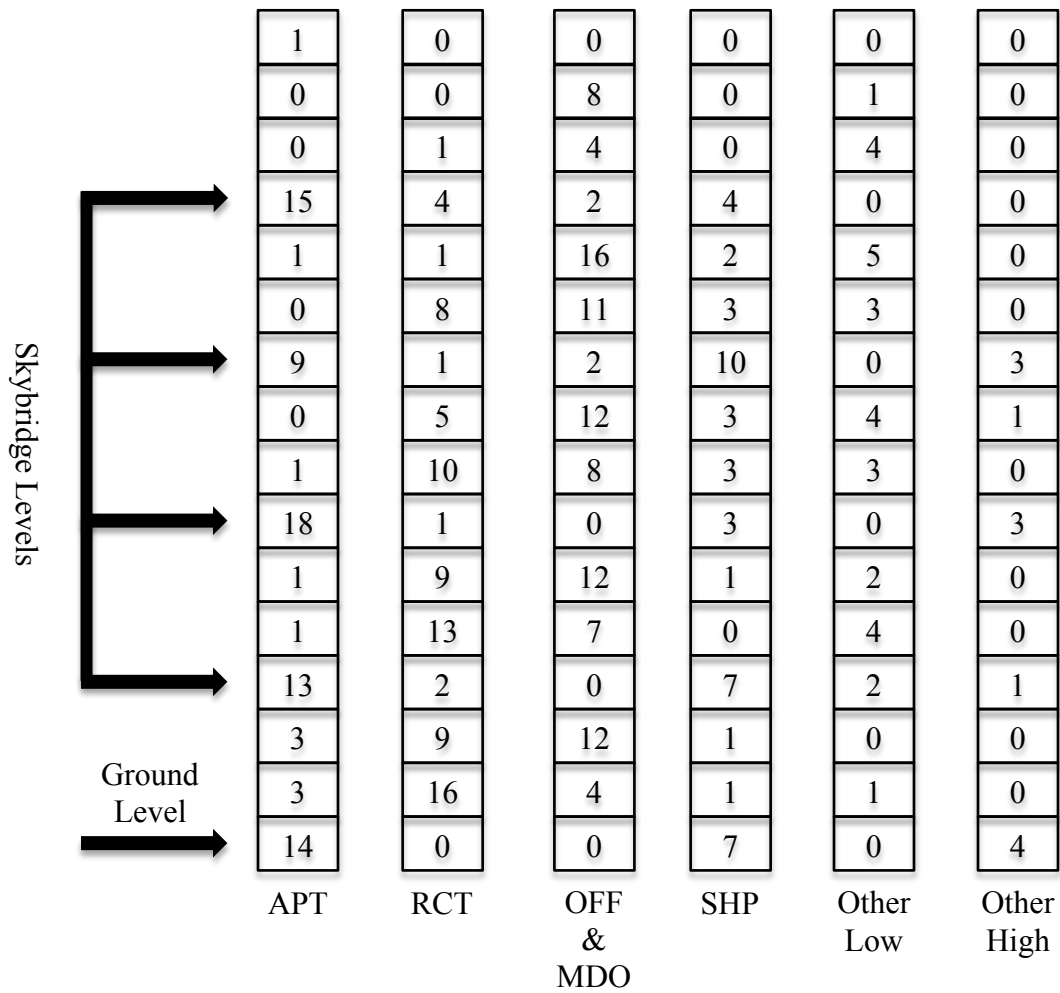 1 0 0 0 0 0
0 0 8 0 1 0
0 1 4 0 4 0
15 4 2 4 0 0
1 1 16 2 5 0
0 8 11 3 3 0
9 1 2 10 0 3
0 5 12 3 4 1
1 10 8 3 3 0
18 1 0 3 0 3
1 9 12 1 2 0
1 13 7 0 4 0
13 2 0 7 2 1
3 9 12 1 0 0
3 16 4 1 1 0
14 0 0 7 0 4
Skybridge Levels
Ground
Level
APT
RCT
OFF
&
MDO
SHP
Other
Low
Other
High